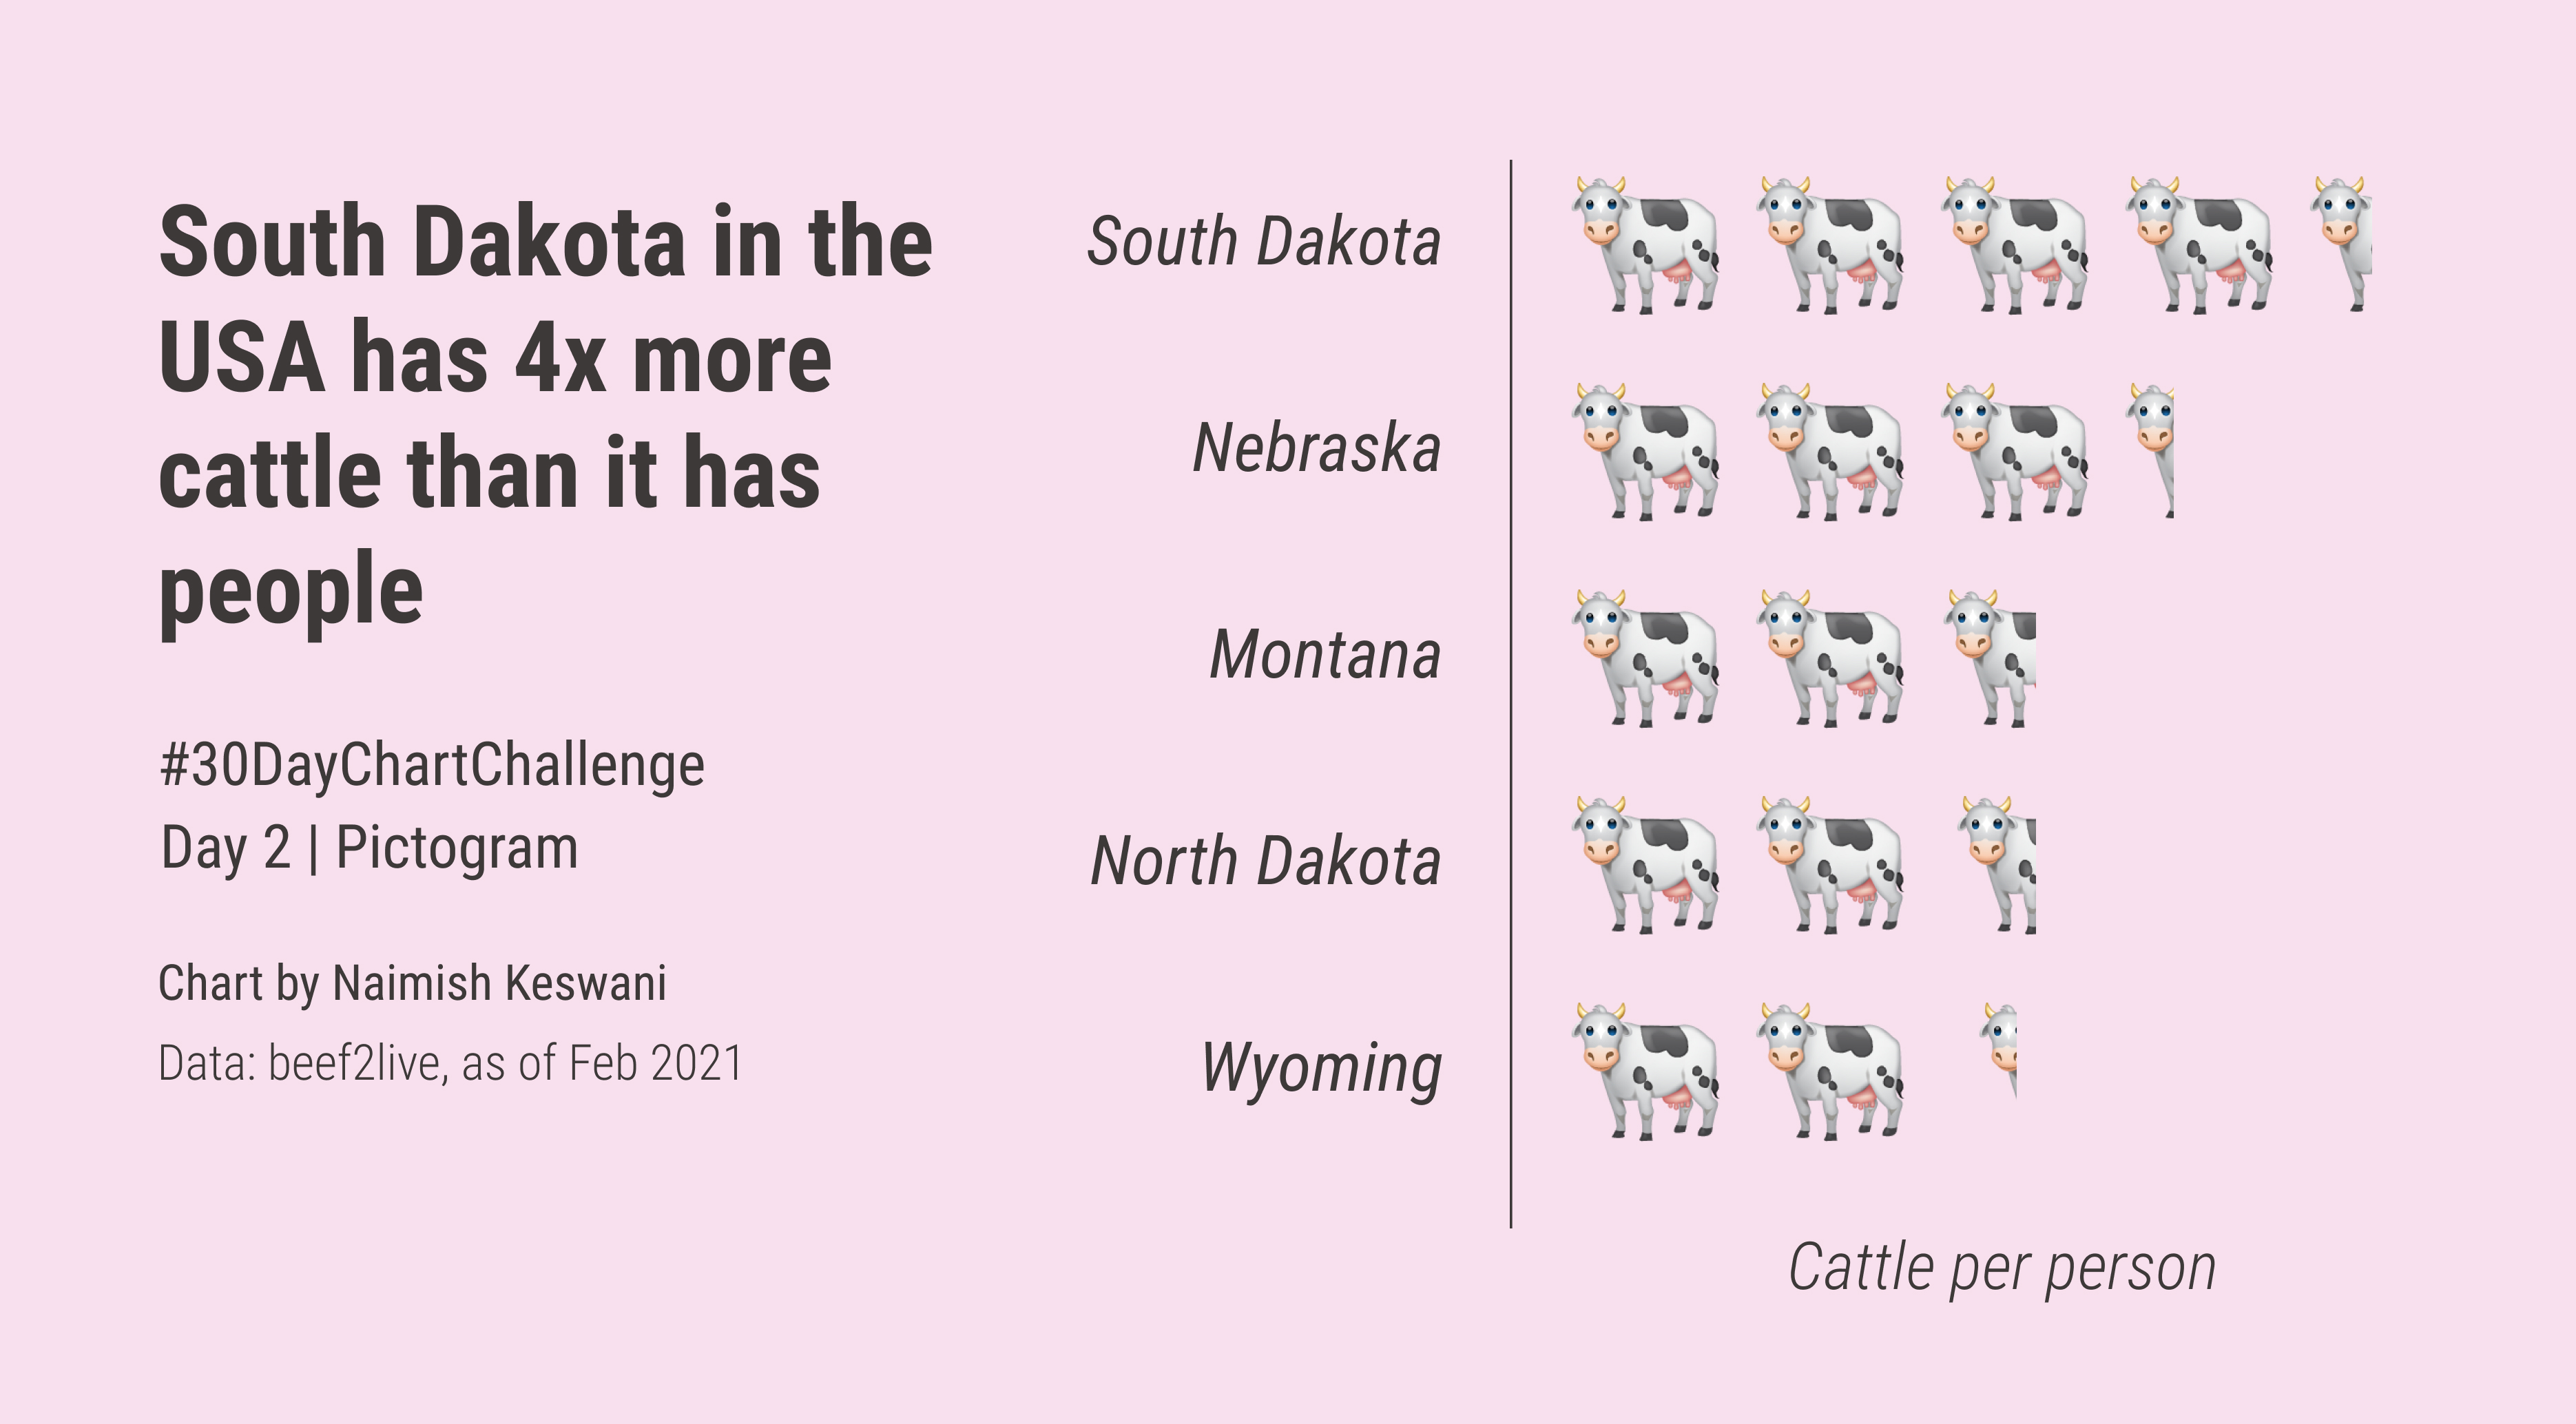 South Dakota in the
USA has 4x more
cattle than it has
people
#30DayChartChallenge
Day 2 | Pictogram
Chart by Naimish Keswani
Data: beef2live, as of Feb 2021
South Dakota
Nebraska
Montana
North Dakota
Wyoming
Cattle per person